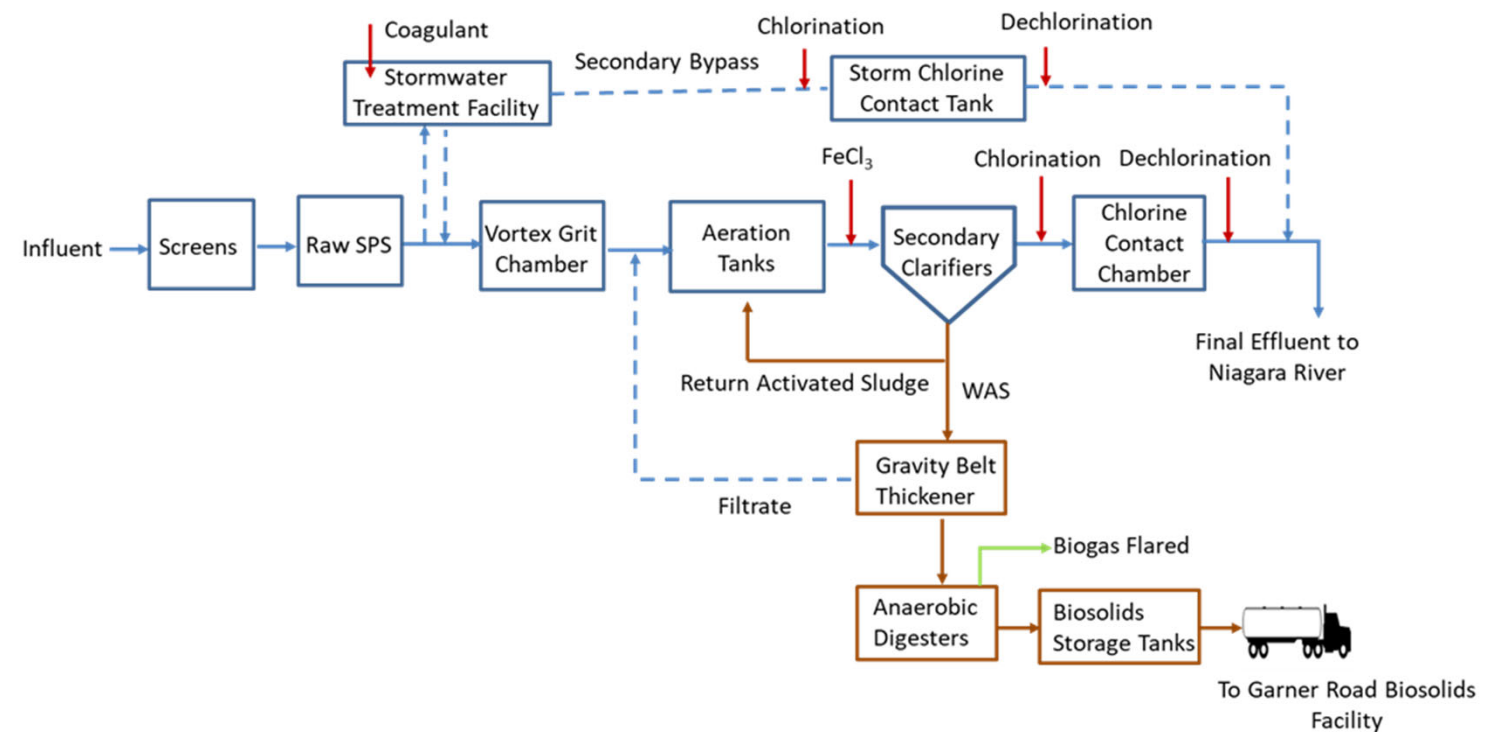 Coagulant
Chlorination
Dechlorination
Secondary Bypass
Stormwater
Treatment Facility
Storm Chlorine
Contact Tank
FeCl₃
Chlorination
Dechlorination
Influent
Screens
Raw SPS
Vortex Grit
Chamber
Aeration
Tanks
Secondary
Clarifiers
Chlorine
Contact
Chamber
Final Effluent to
Niagara River
Return Activated Sludge
WAS
Gravity Belt
Thickener
Filtrate
Biogas Flared
Anaerobic
Digesters
Biosolids
Storage Tanks
To Garner Road Biosolids
Facility